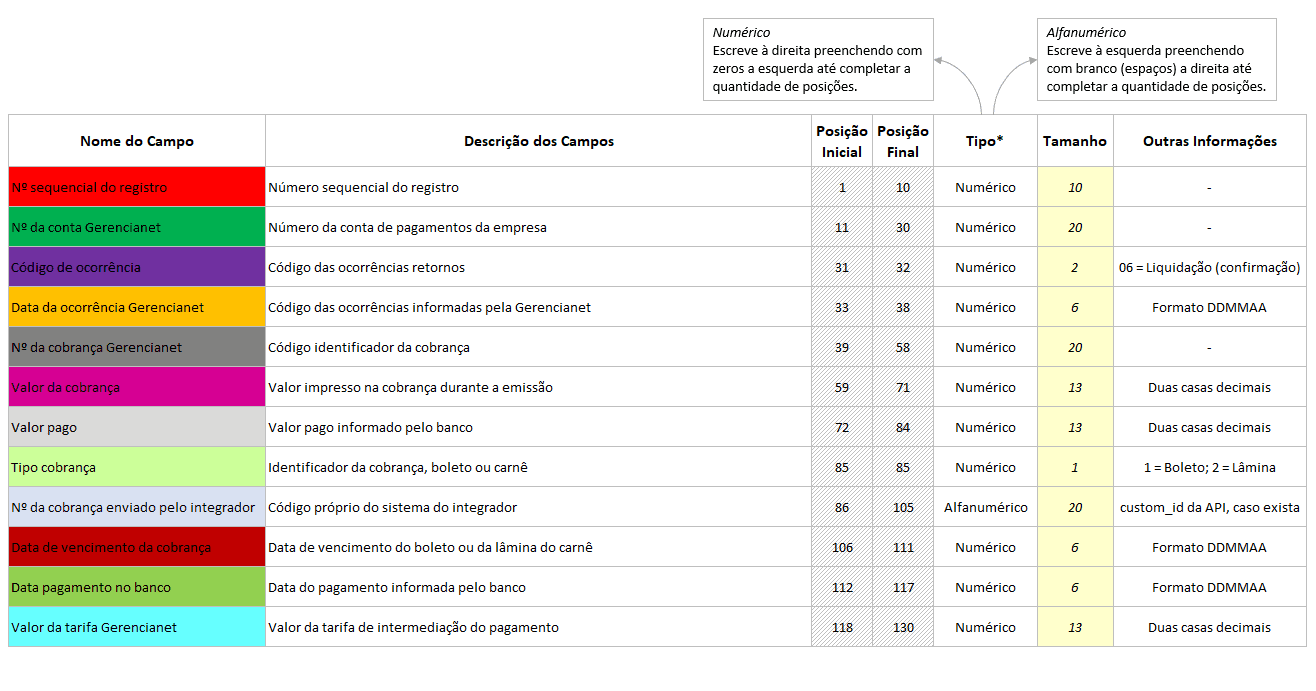 Numérico
Escreve à direita preenchendo com
zeros a esquerda até completar a
quantidade de posições.
Alfanumérico
Escreve à esquerda preenchendo
com branco (espaços) a direita até
completar a quantidade de posições.
Nome do Campo Descrição dos Campos Posição Inicial Posição Final Tipo* Tamanho Outras Informações
Nº sequencial do registro Número sequencial do registro 1 10 Numérico 10 -
Nº da conta Gerencianet Número da conta de pagamentos da empresa 11 30 Numérico 20 -
Código de ocorrência Código das ocorrências retornos 31 32 Numérico 2 06 = Liquidação (confirmação)
Data da ocorrência Gerencianet Código das ocorrências informadas pela Gerencianet 33 38 Numérico 6 Formato DDMMAA
Nº da cobrança Gerencianet Código identificador da cobrança 39 58 Numérico 20 -
Valor da cobrança Valor impresso na cobrança durante a emissão 59 71 Numérico 13 Duas casas decimais
Valor pago Valor pago informado pelo banco 72 84 Numérico 13 Duas casas decimais
Tipo cobrança Identificador da cobrança, boleto ou carnê 85 85 Numérico 1 1 = Boleto; 2 = Lâmina
Nº da cobrança enviado pelo integrador Código próprio do sistema do integrador 86 105 Alfanumérico 20 custom_id da API, caso exista
Data de vencimento da cobrança Data de vencimento do boleto ou da lâmina do carnê 106 111 Numérico 6 Formato DDMMAA
Data pagamento no banco Data do pagamento informada pelo banco 112 117 Numérico 6 Formato DDMMAA
Valor da tarifa Gerencianet Valor da tarifa de intermediação do pagamento 118 130 Numérico 13 Duas casas decimais